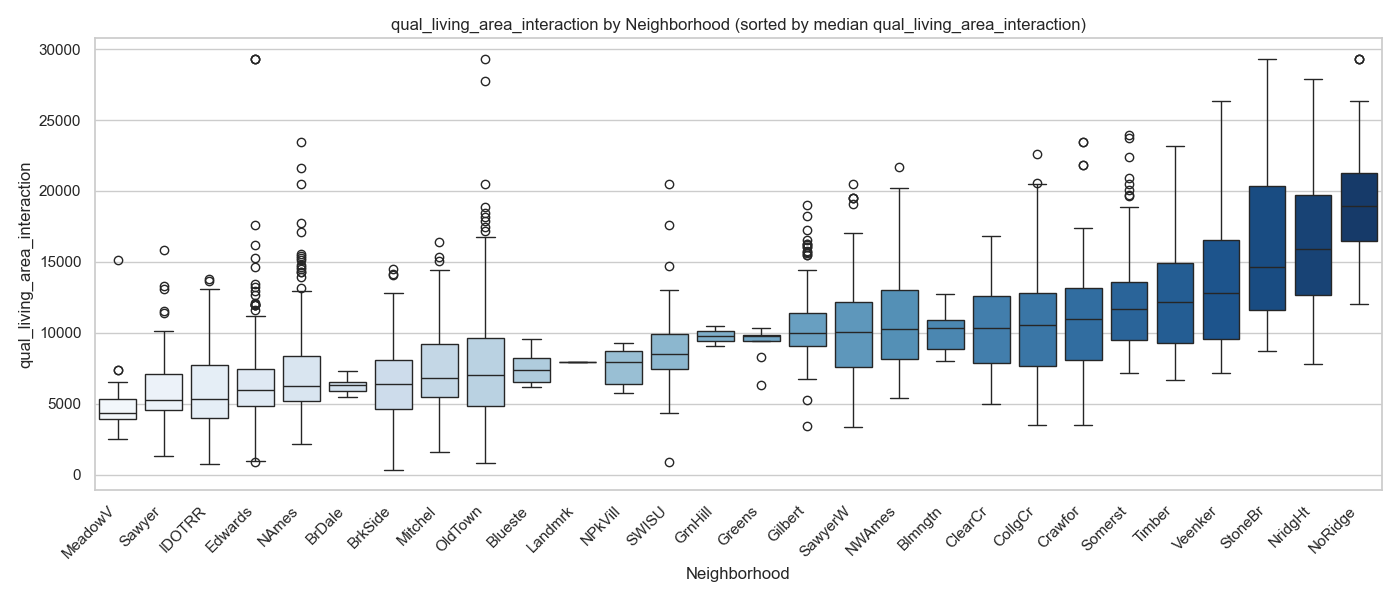 qual_living_area_interaction by Neighborhood (sorted by median qual_living_area_interaction)
qual_living_area_interaction
30000
25000
20000
15000
10000
5000
0
MeadowV
Sawyer
IDOTRR
Edwards
NAmes
BrDale
BrkSide
Mitchel
OldTown
Blueste
Landmrk
NPkVill
SWISU
GrnHill
Greens
Gilbert
SawyerW
NWAmes
Blmngtn
ClearCr
CollgCr
Crawfor
Somerst
Timber
Veenker
StoneBr
NridgHt
NoRidge
Neighborhood